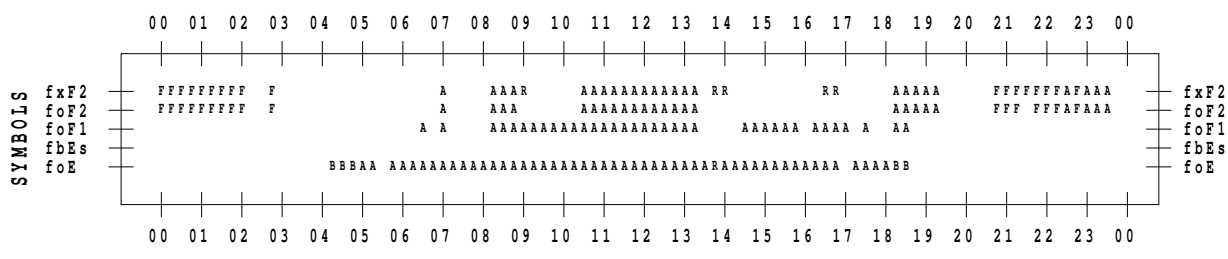 00 01 02 03 04 05 06 07 08 09 10 11 12 13 14 15 16 17 18 19 20 21 22 23 00
SYMBOLS
fxF2 FFFFFFFFF F A AAAR AAAAAAAAAAAA RR RR AAAAA FFFFFFFAFAAA fxF2
foF2 FFFFFFFFF F A AAA AAAAAAAAAAAA AAAAA FFF FFFAFAAA foF2
foF1 A A AAAAAAAAAAAAAAAAAAAAA AAAAAA AAAA A AA foF1
fbEs fbEs
foE BBBAA AAAAAAAAAAAAAAAAAAAAAAAAAAAAAAAARAAAAAAAAAAAA AAAABB foE
00 01 02 03 04 05 06 07 08 09 10 11 12 13 14 15 16 17 18 19 20 21 22 23 00